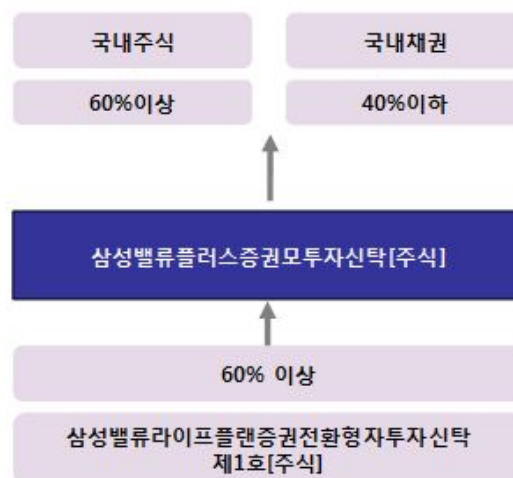 국내주식
국내채권
60%이상
40%이하
삼성밸류플러스증권모투자신탁[주식]
60% 이상
삼성밸류라이프플랜증권전환형자투자신탁
제1호[주식]